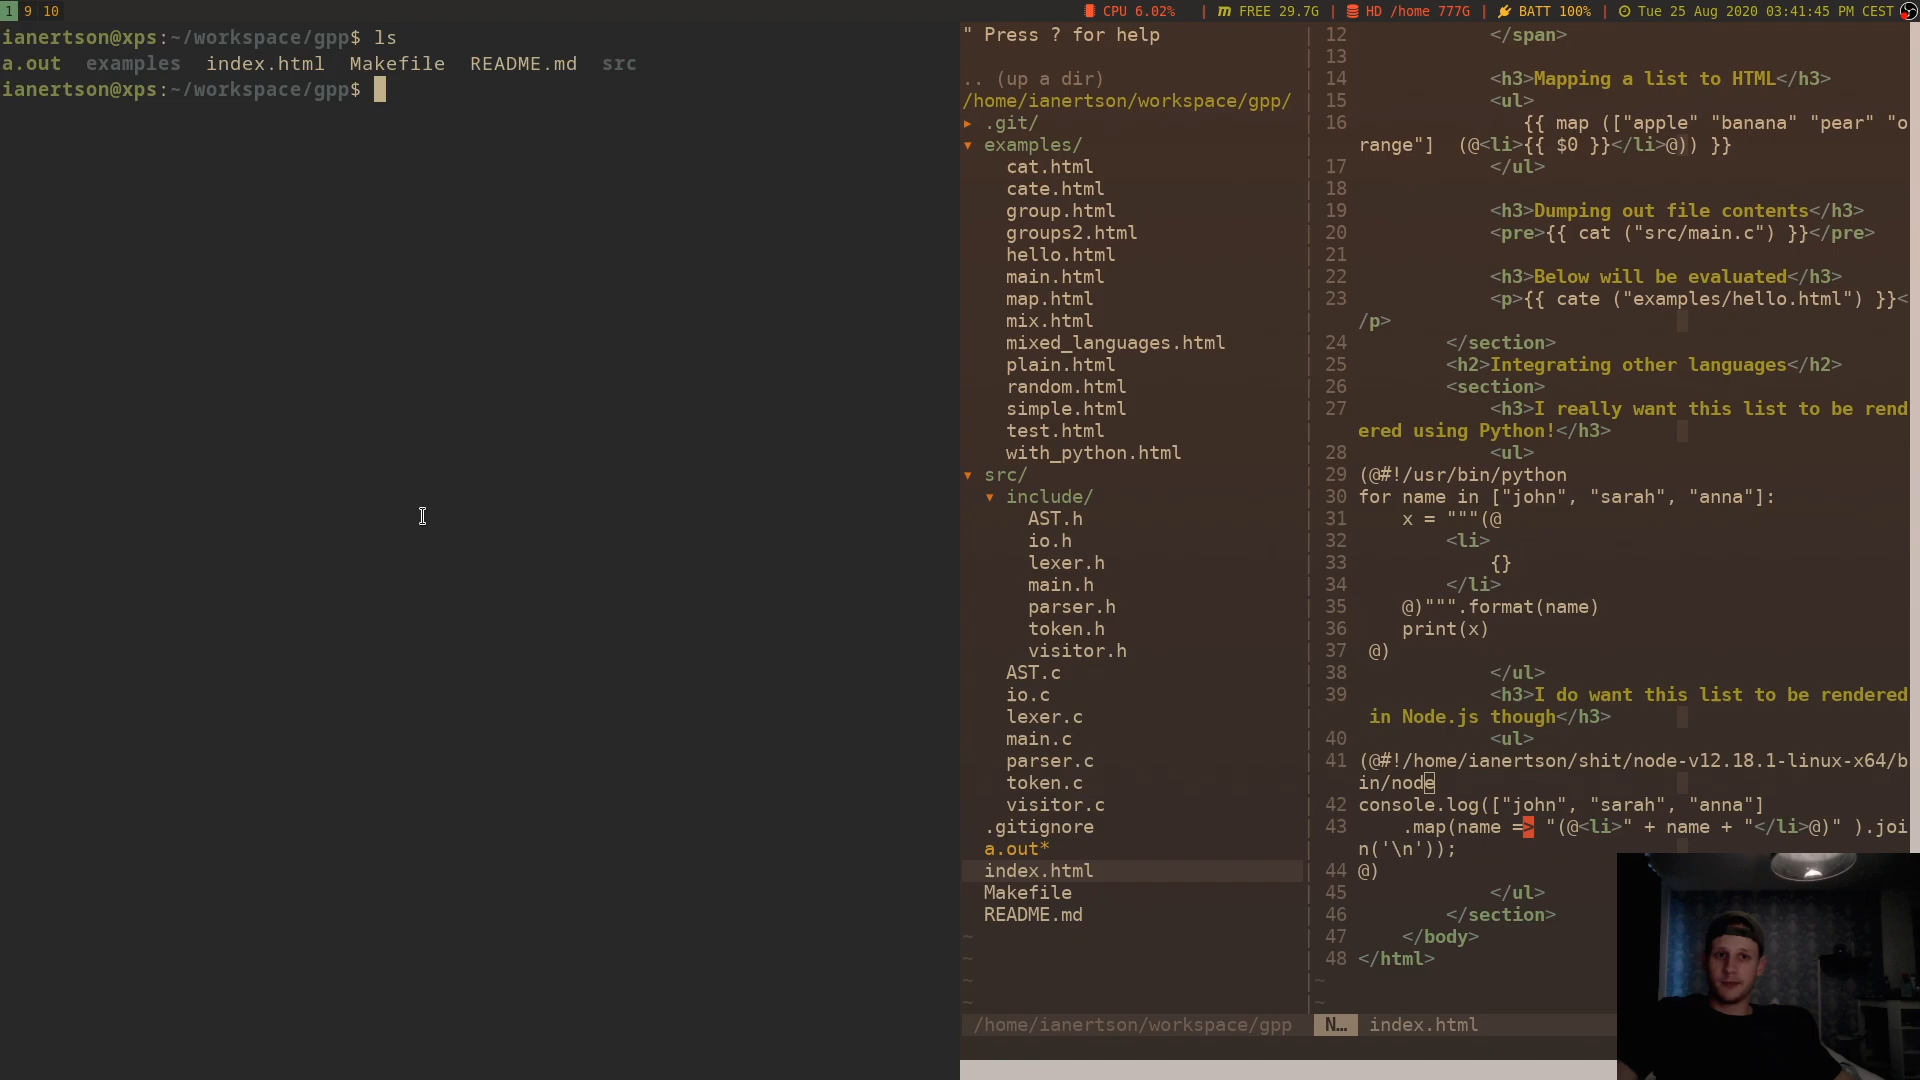 1 9 10 CPU 6.02% | FREE 29.7G | HD /home 777G | BATT 100% | Tue 25 Aug 2020 03:41:45 PM CEST
ianertson@xps:~/workspace/gpp$ ls
a.out examples index.html Makefile README.md src
ianertson@xps:~/workspace/gpp$
" Press ? for help
.. (up a dir)
/home/ianertson/workspace/gpp/
▸ .git/
▾ examples/
cat.html
cate.html
group.html
groups2.html
hello.html
main.html
map.html
mix.html
mixed_languages.html
plain.html
random.html
simple.html
test.html
with_python.html
▾ src/
▾ include/
AST.h
io.h
lexer.h
main.h
parser.h
token.h
visitor.h
AST.c
io.c
lexer.c
main.c
parser.c
token.c
visitor.c
.gitignore
a.out*
index.html
Makefile
README.md
~
~
~
~
/home/ianertson/workspace/gpp
12 </span>
13
14 <h3>Mapping a list to HTML</h3>
15 <ul>
16 {{ map (["apple" "banana" "pear" "o
range"]  (@<li>{{ $0 }}</li>@)) }}
17 </ul>
18
19 <h3>Dumping out file contents</h3>
20 <pre>{{ cat ("src/main.c") }}</pre>
21
22 <h3>Below will be evaluated</h3>
23 <p>{{ cate ("examples/hello.html") }}<
/p>
24 </section>
25 <h2>Integrating other languages</h2>
26 <section>
27 <h3>I really want this list to be rend
ered using Python!</h3>
28 <ul>
29 (@#!/usr/bin/python
30 for name in ["john", "sarah", "anna"]:
31 x = """(@
32 <li>
33 {}
34 </li>
35 @)""".format(name)
36 print(x)
37 @)
38 </ul>
39 <h3>I do want this list to be rendered
in Node.js though</h3>
40 <ul>
41 (@#!/home/ianertson/shit/node-v12.18.1-linux-x64/b
in/node
42 console.log(["john", "sarah", "anna"]
43 .map(name => "(@<li>" + name + "</li>@)" ).joi
n('\n'));
44 @)
45 </ul>
46 </section>
47 </body>
48 </html>
~
~
N… index.html